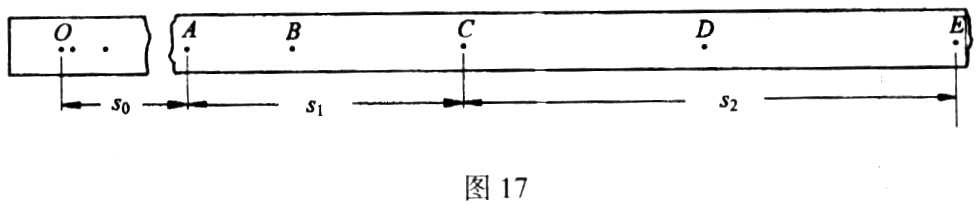 O A B C D E
s₀ s₁ s₂
图 17